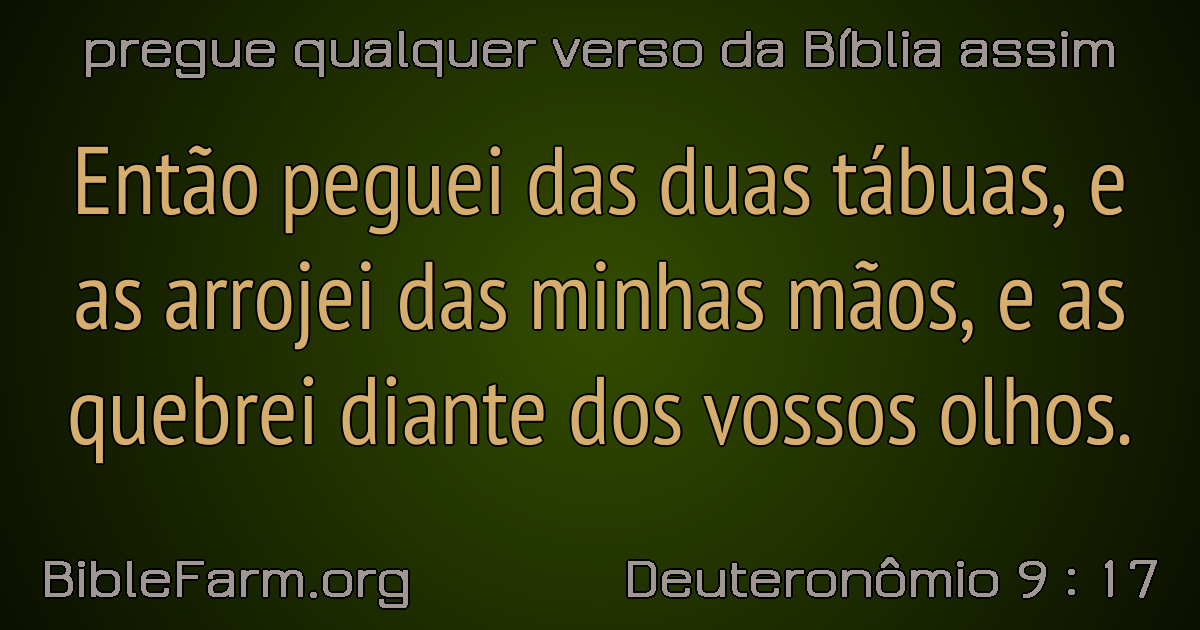 pregue qualquer verso da Bíblia assim
Então peguei das duas tábuas, e
as arrojei das minhas mãos, e as
quebrei diante dos vossos olhos.
BibleFarm.org
Deuteronômio 9 : 17